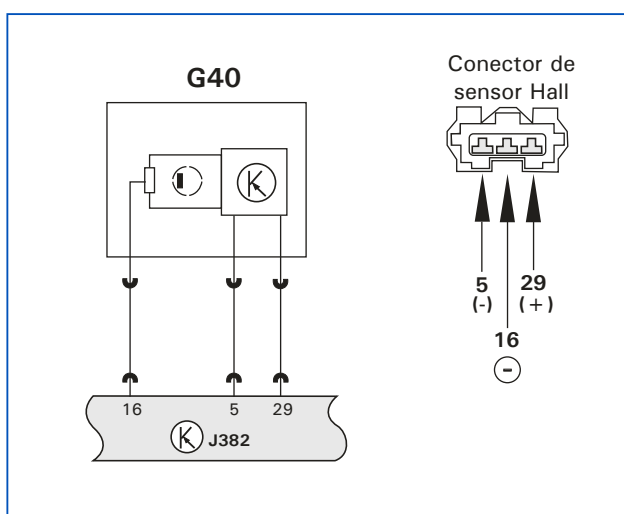 G40
Conector de
sensor Hall
5
(-)
29
(+)
16
-
16
5
29
J382